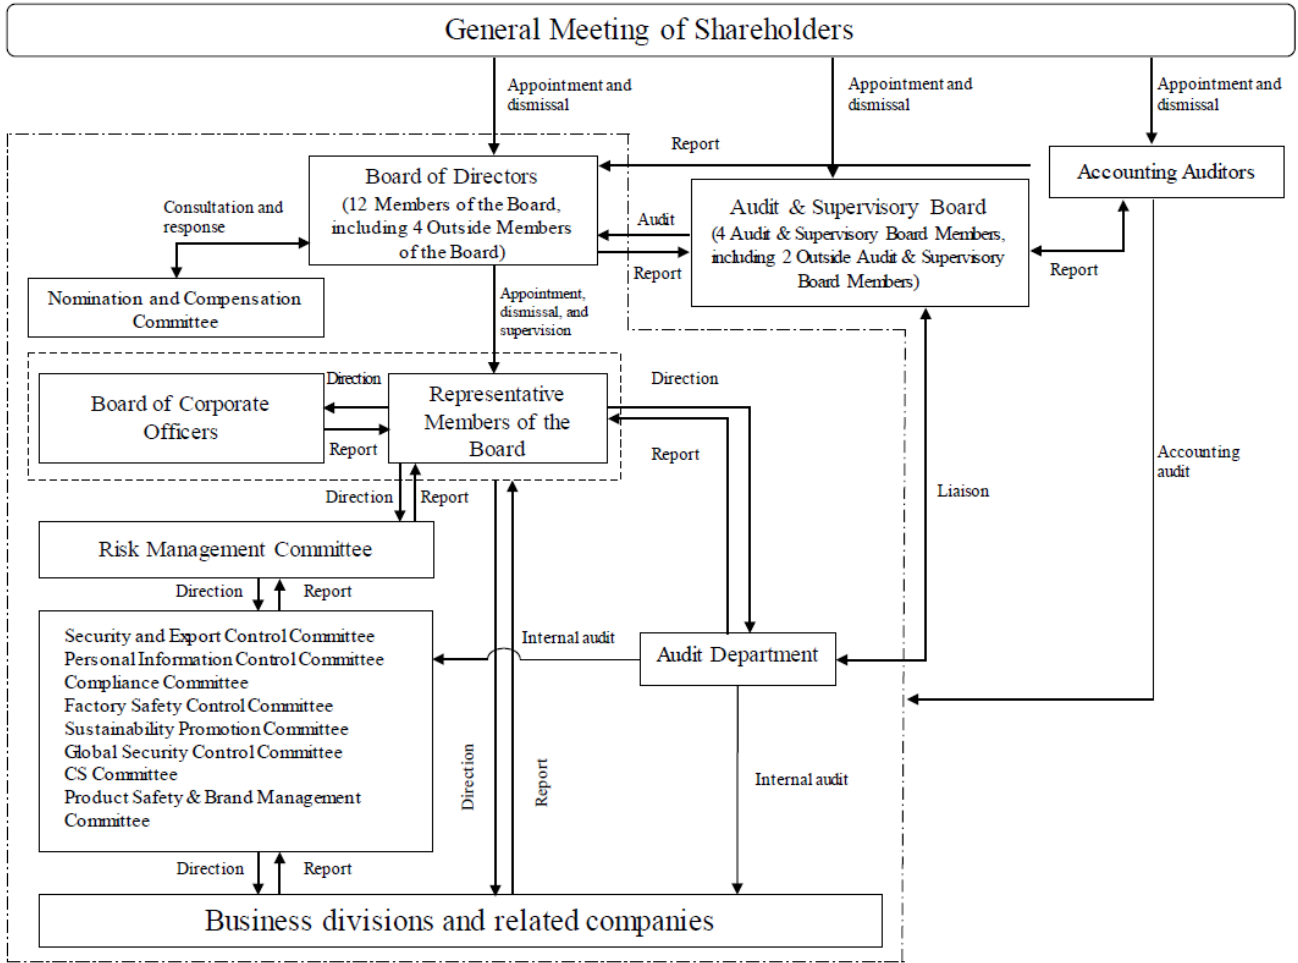 General Meeting of Shareholders
Appointment and
dismissal
Appointment and
dismissal
Appointment and
dismissal
Report
Accounting Auditors
Board of Directors
(12 Members of the Board,
including 4 Outside Members
of the Board)
Audit & Supervisory Board
(4 Audit & Supervisory Board Members,
including 2 Outside Audit & Supervisory
Board Members)
Consultation and
response
Audit
Report
Report
Nomination and Compensation
Committee
Appointment,
dismissal, and
supervision
Board of Corporate
Officers
Direction
Report
Representative
Members of the
Board
Direction
Report
Accounting
audit
Liaison
Direction
Report
Risk Management Committee
Direction
Report
Security and Export Control Committee
Personal Information Control Committee
Compliance Committee
Factory Safety Control Committee
Sustainability Promotion Committee
Global Security Control Committee
CS Committee
Product Safety & Brand Management
Committee
Internal audit
Audit Department
Direction
Report
Internal audit
Direction
Report
Business divisions and related companies